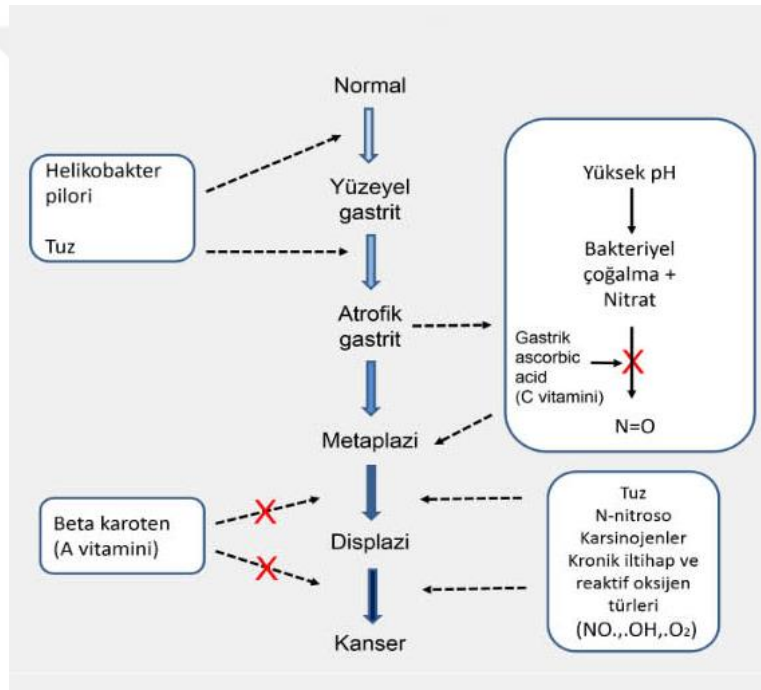 Normal
Helikobakter
pilori
Tuz
Yüzeyel
gastrit
Atrofik
gastrit
Yüksek pH
Bakteriyel
çoğalma +
Nitrat
Gastrik
ascorbic
acid
(C vitamini)
N=O
Metaplazi
Beta karoten
(A vitamini)
Displazi
Tuz
N-nitroso
Karsinojenler
Kronik iltihap ve
reaktif oksijen
türleri
(NO.,.OH,.O₂)
Kanser